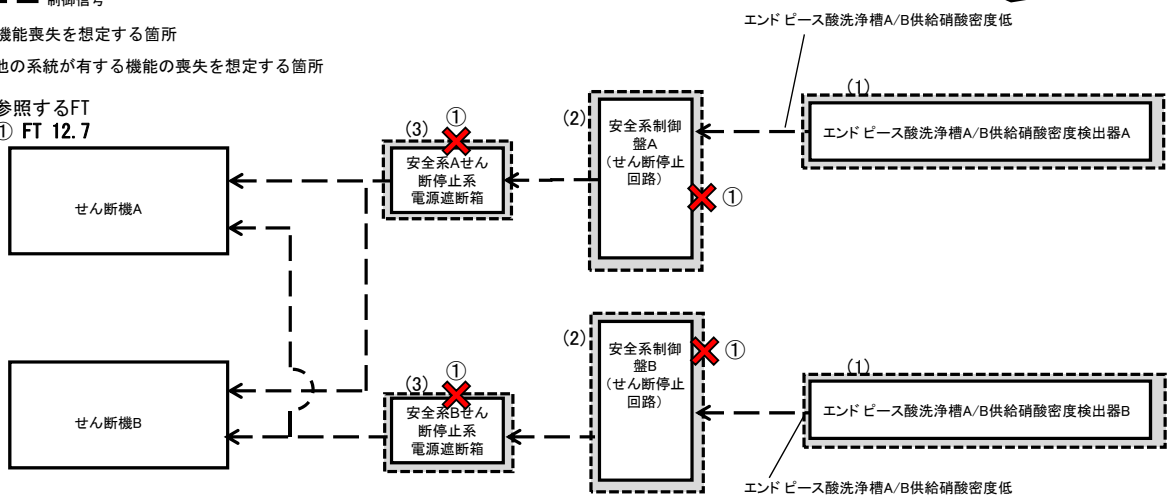 制御信号
機能喪失を想定する箇所
他の系統が有する機能の喪失を想定する箇所
参照するFT
① FT 12.7
エンドピース酸洗浄槽A/B供給硝酸密度低
(1)
エンドピース酸洗浄槽A/B供給硝酸密度検出器A
(2)
安全系制御
盤A
(せん断停止
回路)
①
(3)
①
安全系Aせん
断停止系
電源遮断箱
せん断機A
(1)
エンドピース酸洗浄槽A/B供給硝酸密度検出器B
(2)
安全系制御
盤B
(せん断停止
回路)
①
(3)
①
安全系Bせん
断停止系
電源遮断箱
せん断機B
エンドピース酸洗浄槽A/B供給硝酸密度低